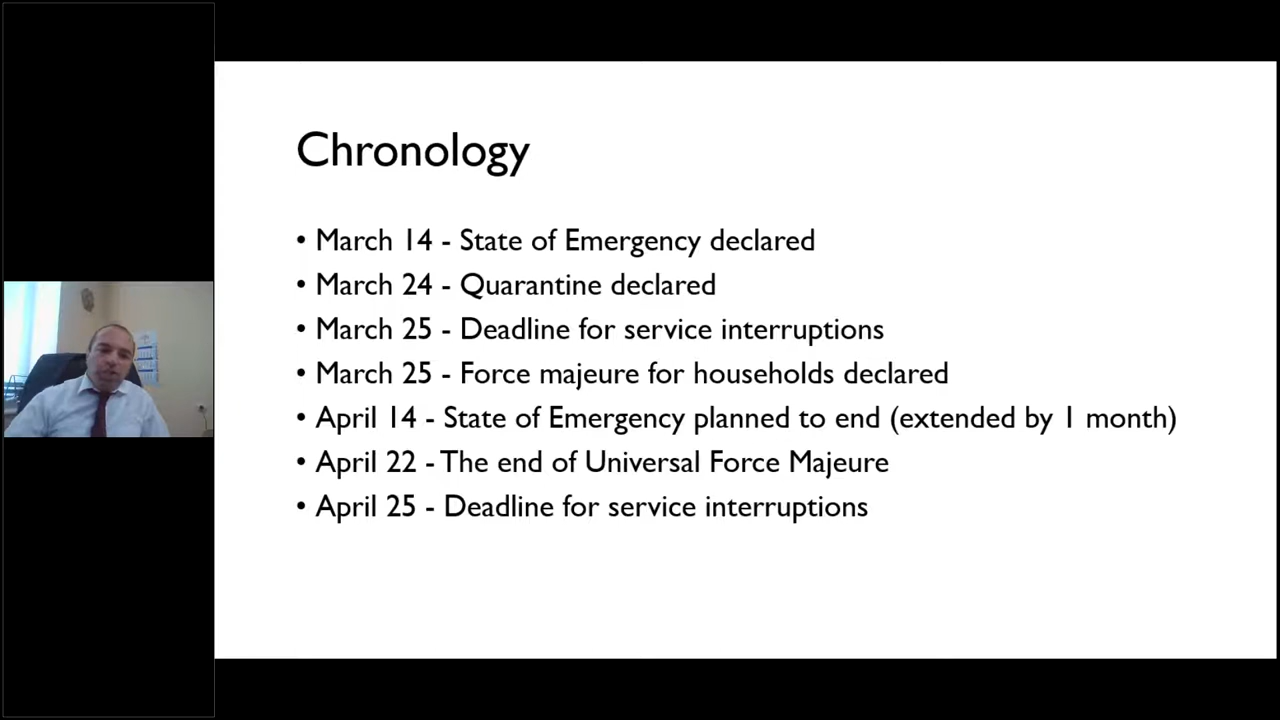 Chronology
• March 14 - State of Emergency declared
• March 24 - Quarantine declared
• March 25 - Deadline for service interruptions
• March 25 - Force majeure for households declared
• April 14 - State of Emergency planned to end (extended by 1 month)
• April 22 - The end of Universal Force Majeure
• April 25 - Deadline for service interruptions